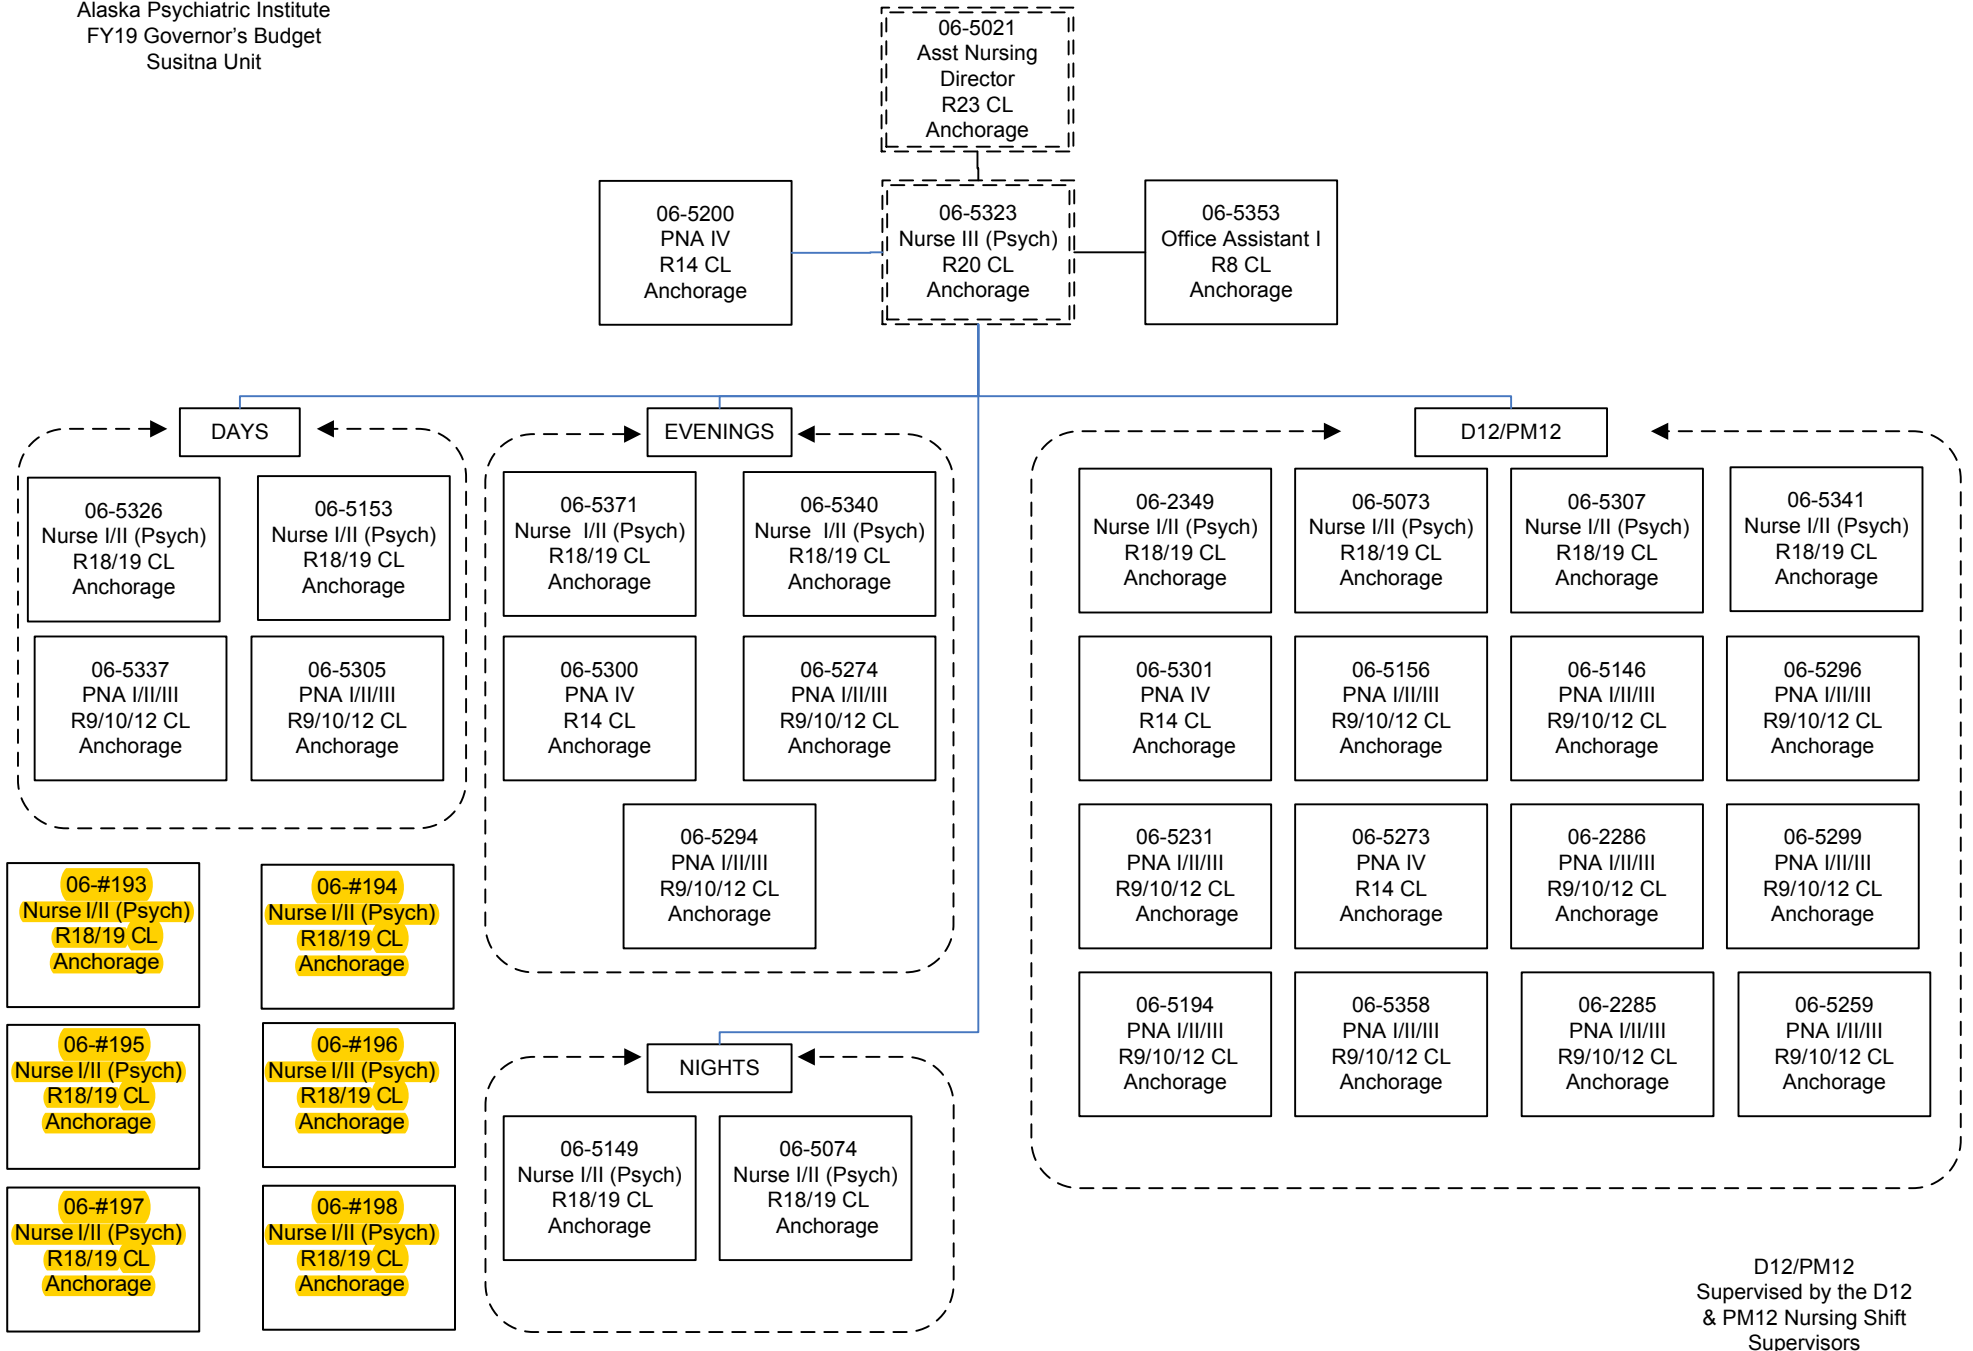 Alaska Psychiatric Institute
FY19 Governor's Budget
Susitna Unit
06-5021
Asst Nursing
Director
R23 CL
Anchorage
06-5200
PNA IV
R14 CL
Anchorage
06-5323
Nurse III (Psych)
R20 CL
Anchorage
06-5353
Office Assistant I
R8 CL
Anchorage
DAYS
06-5326
Nurse I/II (Psych)
R18/19 CL
Anchorage
06-5153
Nurse I/II (Psych)
R18/19 CL
Anchorage
06-5337
PNA I/II/III
R9/10/12 CL
Anchorage
06-5305
PNA I/II/III
R9/10/12 CL
Anchorage
EVENINGS
06-5371
Nurse I/II (Psych)
R18/19 CL
Anchorage
06-5340
Nurse I/II (Psych)
R18/19 CL
Anchorage
06-5300
PNA IV
R14 CL
Anchorage
06-5274
PNA I/II/III
R9/10/12 CL
Anchorage
06-5294
PNA I/II/III
R9/10/12 CL
Anchorage
D12/PM12
06-2349
Nurse I/II (Psych)
R18/19 CL
Anchorage
06-5073
Nurse I/II (Psych)
R18/19 CL
Anchorage
06-5307
Nurse I/II (Psych)
R18/19 CL
Anchorage
06-5341
Nurse I/II (Psych)
R18/19 CL
Anchorage
06-5301
PNA IV
R14 CL
Anchorage
06-5156
PNA I/II/III
R9/10/12 CL
Anchorage
06-5146
PNA I/II/III
R9/10/12 CL
Anchorage
06-5296
PNA I/II/III
R9/10/12 CL
Anchorage
06-5231
PNA I/II/III
R9/10/12 CL
Anchorage
06-5273
PNA IV
R14 CL
Anchorage
06-2286
PNA I/II/III
R9/10/12 CL
Anchorage
06-5299
PNA I/II/III
R9/10/12 CL
Anchorage
06-5194
PNA I/II/III
R9/10/12 CL
Anchorage
06-5358
PNA I/II/III
R9/10/12 CL
Anchorage
06-2285
PNA I/II/III
R9/10/12 CL
Anchorage
06-5259
PNA I/II/III
R9/10/12 CL
Anchorage
06-#193
Nurse I/II (Psych)
R18/19 CL
Anchorage
06-#194
Nurse I/II (Psych)
R18/19 CL
Anchorage
06-#195
Nurse I/II (Psych)
R18/19 CL
Anchorage
06-#196
Nurse I/II (Psych)
R18/19 CL
Anchorage
06-#197
Nurse I/II (Psych)
R18/19 CL
Anchorage
06-#198
Nurse I/II (Psych)
R18/19 CL
Anchorage
NIGHTS
06-5149
Nurse I/II (Psych)
R18/19 CL
Anchorage
06-5074
Nurse I/II (Psych)
R18/19 CL
Anchorage
D12/PM12
Supervised by the D12
& PM12 Nursing Shift
Supervisors